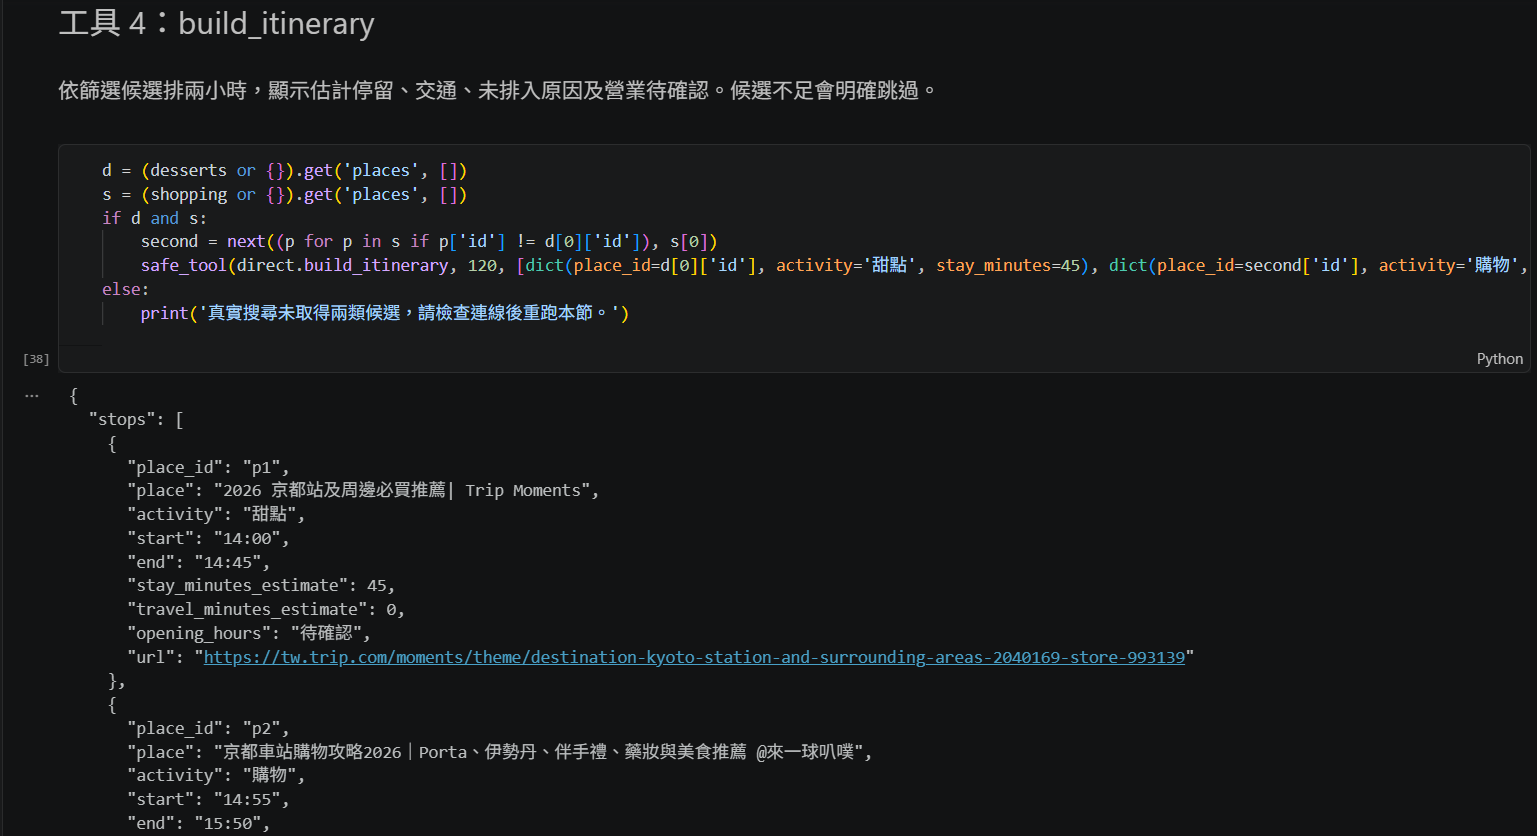 工具 4：build_itinerary
依篩選候選排兩小時，顯示估計停留、交通、未排入原因及營業待確認。候選不足會明確跳過。
d = (desserts or {}).get('places', [])
s = (shopping or {}).get('places', [])
if d and s:
    second = next((p for p in s if p['id'] != d[0]['id']), s[0])
    safe_tool(direct.build_itinerary, 120, [dict(place_id=d[0]['id'], activity='甜點', stay_minutes=45), dict(place_id=second['id'], activity='購物',
else:
    print('真實搜尋未取得兩類候選，請檢查連線後重跑本節。')
[38]
Python
...
{
  "stops": [
    {
      "place_id": "p1",
      "place": "2026 京都站及周邊必買推薦| Trip Moments",
      "activity": "甜點",
      "start": "14:00",
      "end": "14:45",
      "stay_minutes_estimate": 45,
      "travel_minutes_estimate": 0,
      "opening_hours": "待確認",
      "url": "https://tw.trip.com/moments/theme/destination-kyoto-station-and-surrounding-areas-2040169-store-993139"
    },
    {
      "place_id": "p2",
      "place": "京都車站購物攻略2026｜Porta、伊勢丹、伴手禮、藥妝與美食推薦 @來一球叭噗",
      "activity": "購物",
      "start": "14:55",
      "end": "15:50",